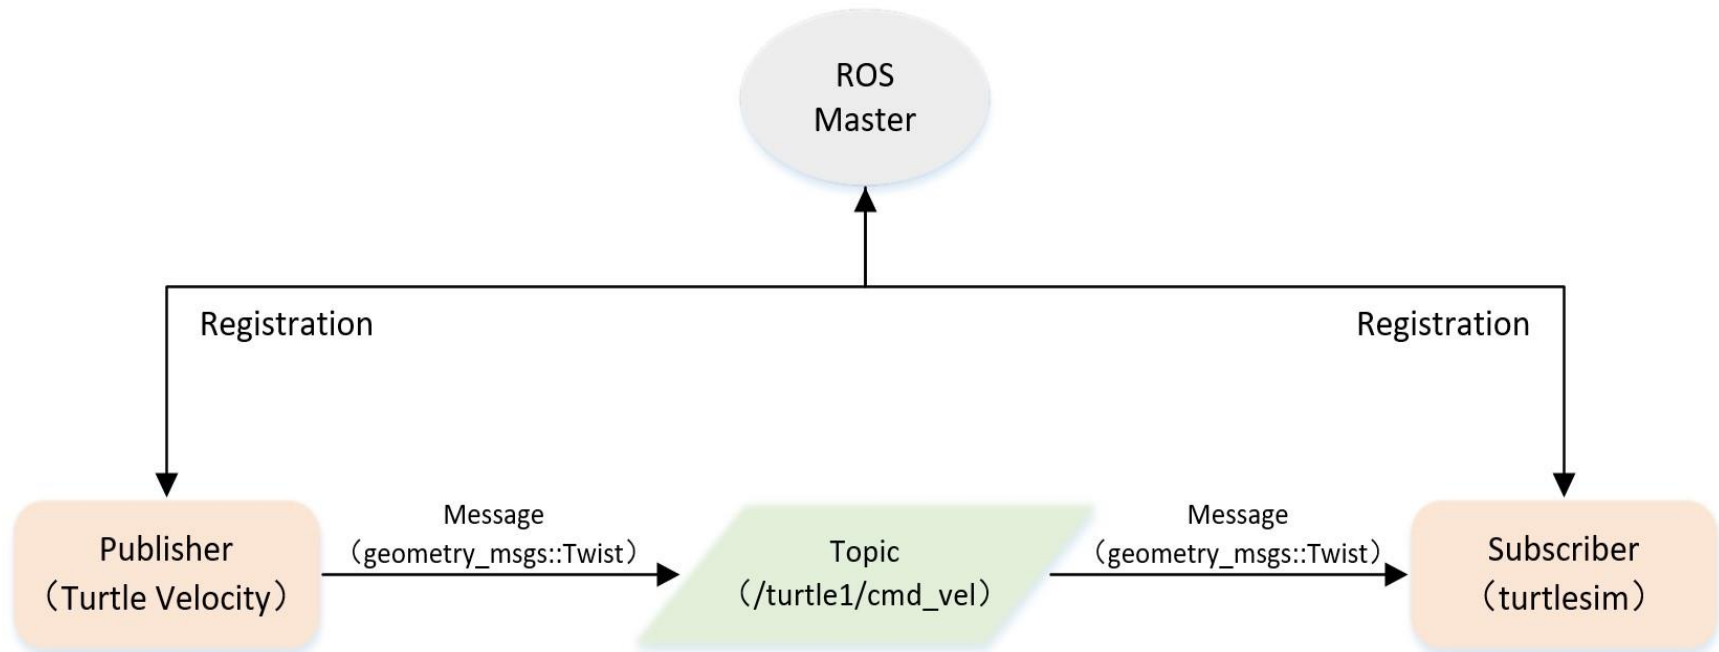 ROS
Master
Registration
Registration
Message
（geometry_msgs::Twist）
Message
（geometry_msgs::Twist）
Publisher
（Turtle Velocity）
Topic
（/turtle1/cmd_vel）
Subscriber
（turtlesim）